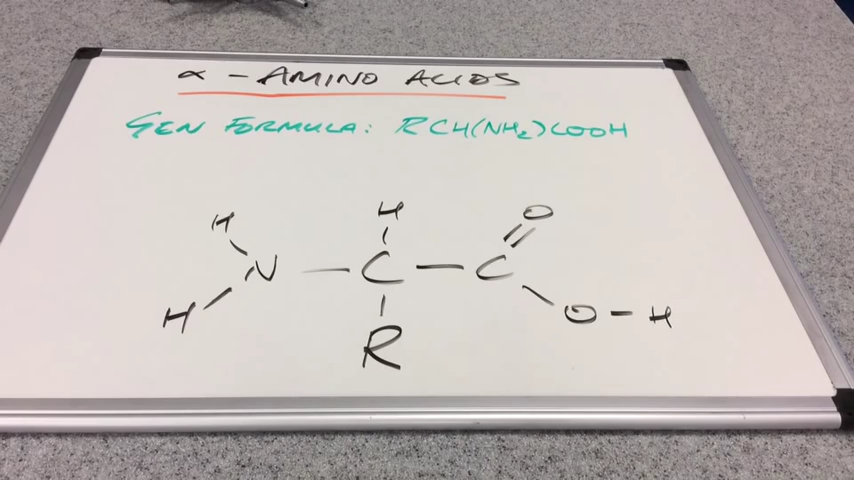 α - AMINO ACIDS
GEN FORMULA: RCH(NH₂)COOH
H H O
N — C — C
H R O - H